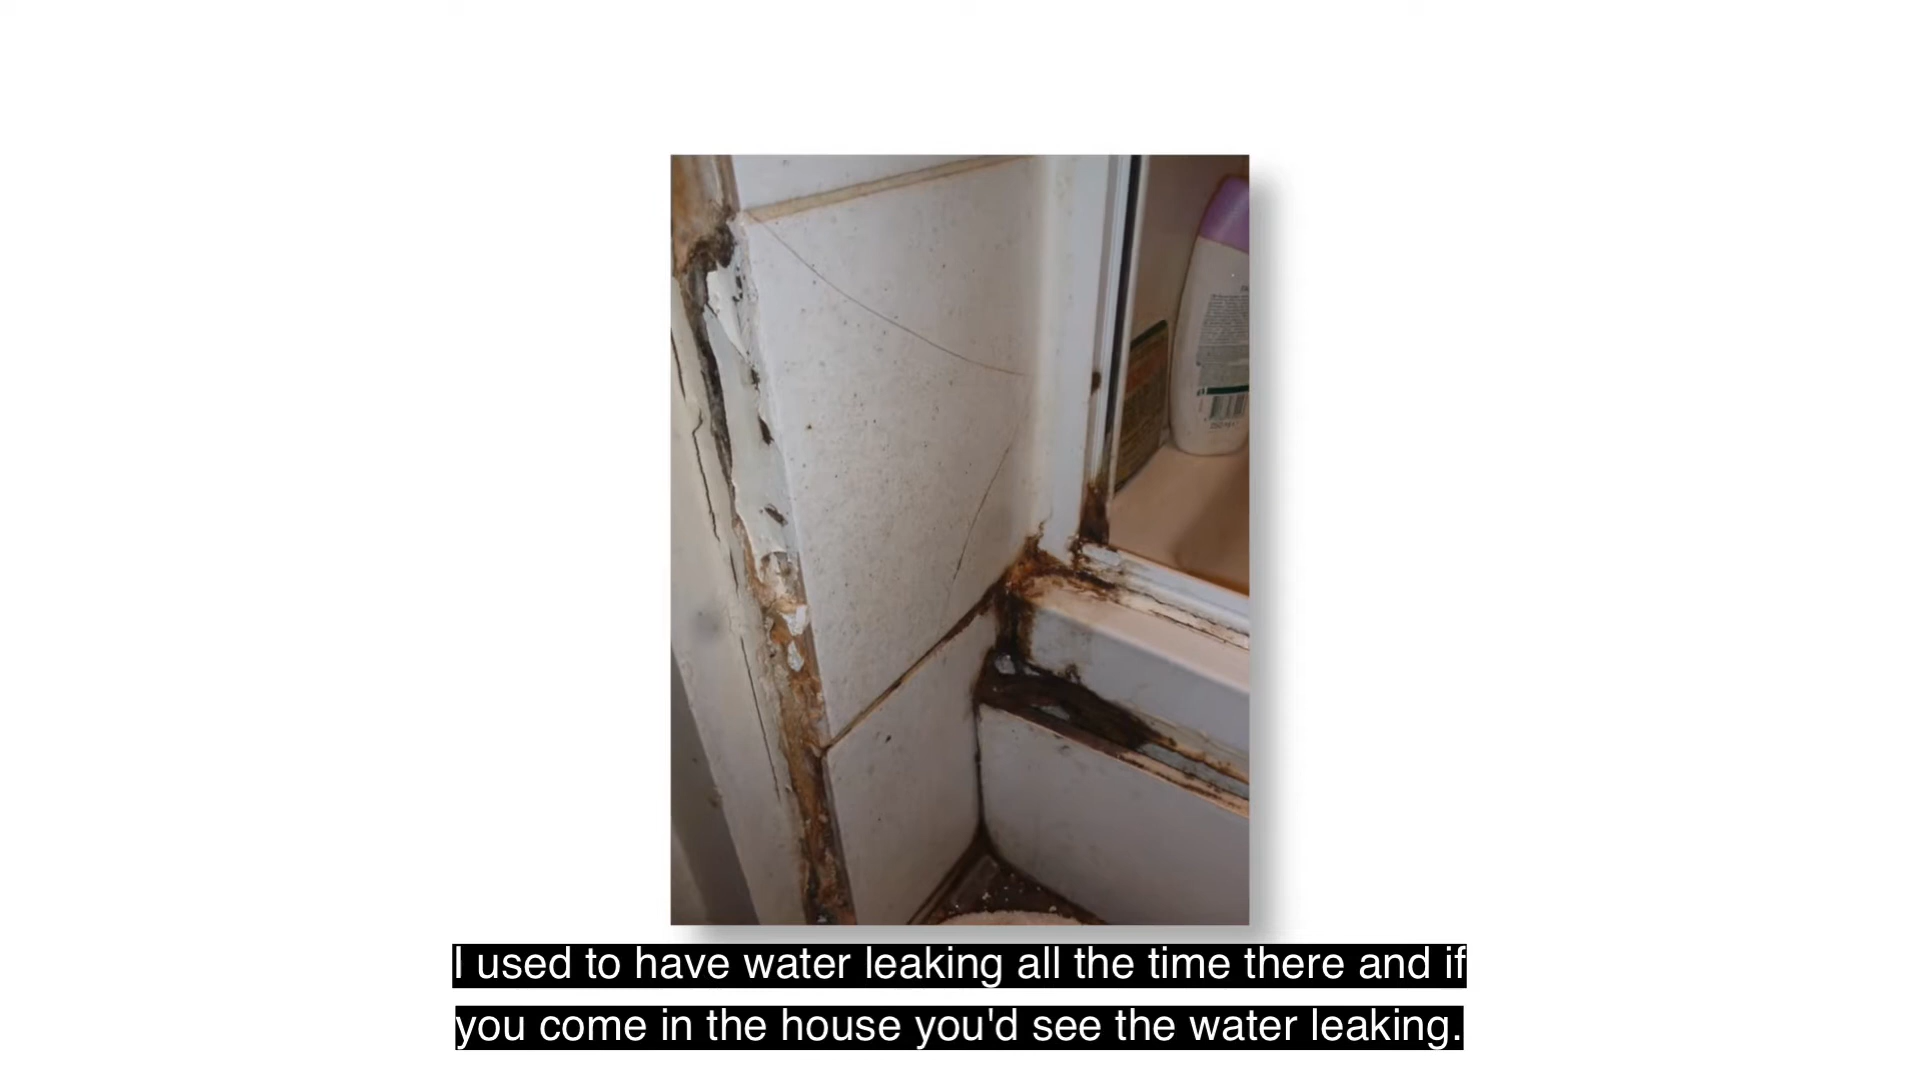 I used to have water leaking all the time there and if
you come in the house you'd see the water leaking.